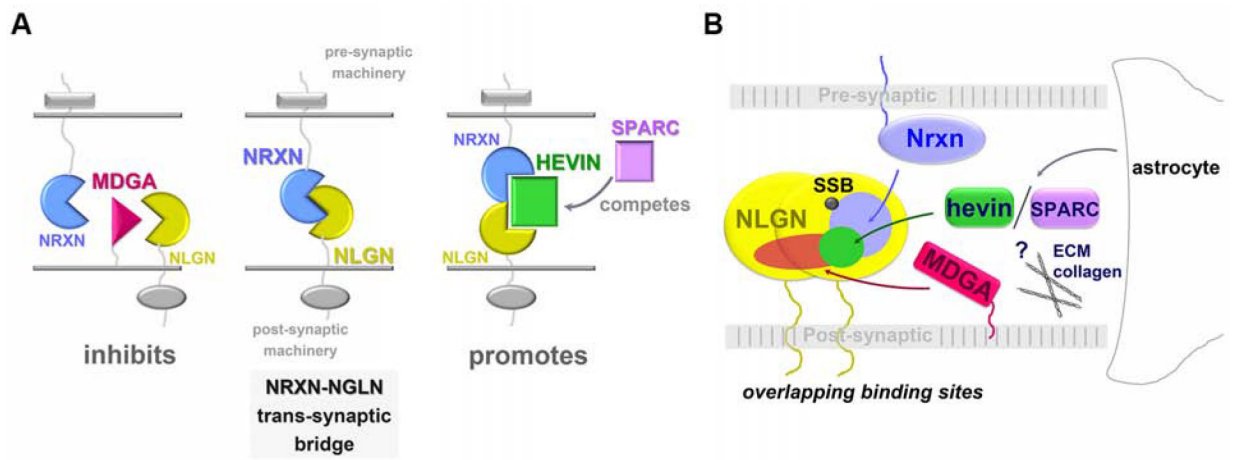 A
pre-synaptic
machinery
MDGA
NRXN
NLGN
NRXN
NLGN
NRXN
HEVIN
SPARC
competes
NLGN
inhibits
post-synaptic
machinery
promotes
NRXN-NGLN
trans-synaptic
bridge
B
Pre-synaptic
Nrxn
astrocyte
SSB
NLGN
hevin
/
SPARC
?
ECM
collagen
MDGA
Post-synaptic
overlapping binding sites